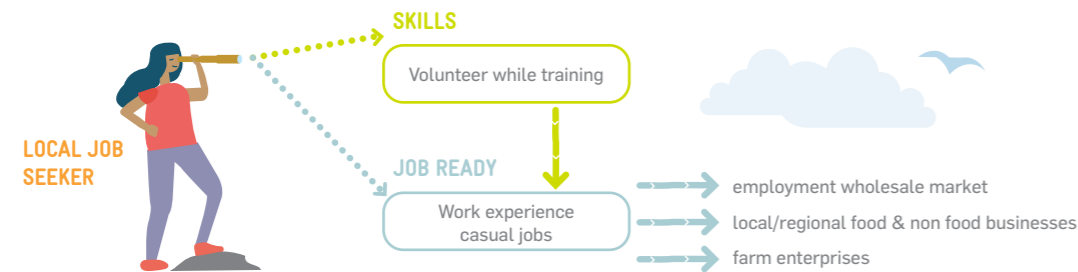 SKILLS
Volunteer while training
LOCAL JOB
SEEKER
JOB READY
Work experience
casual jobs
employment wholesale market
local/regional food & non food businesses
farm enterprises